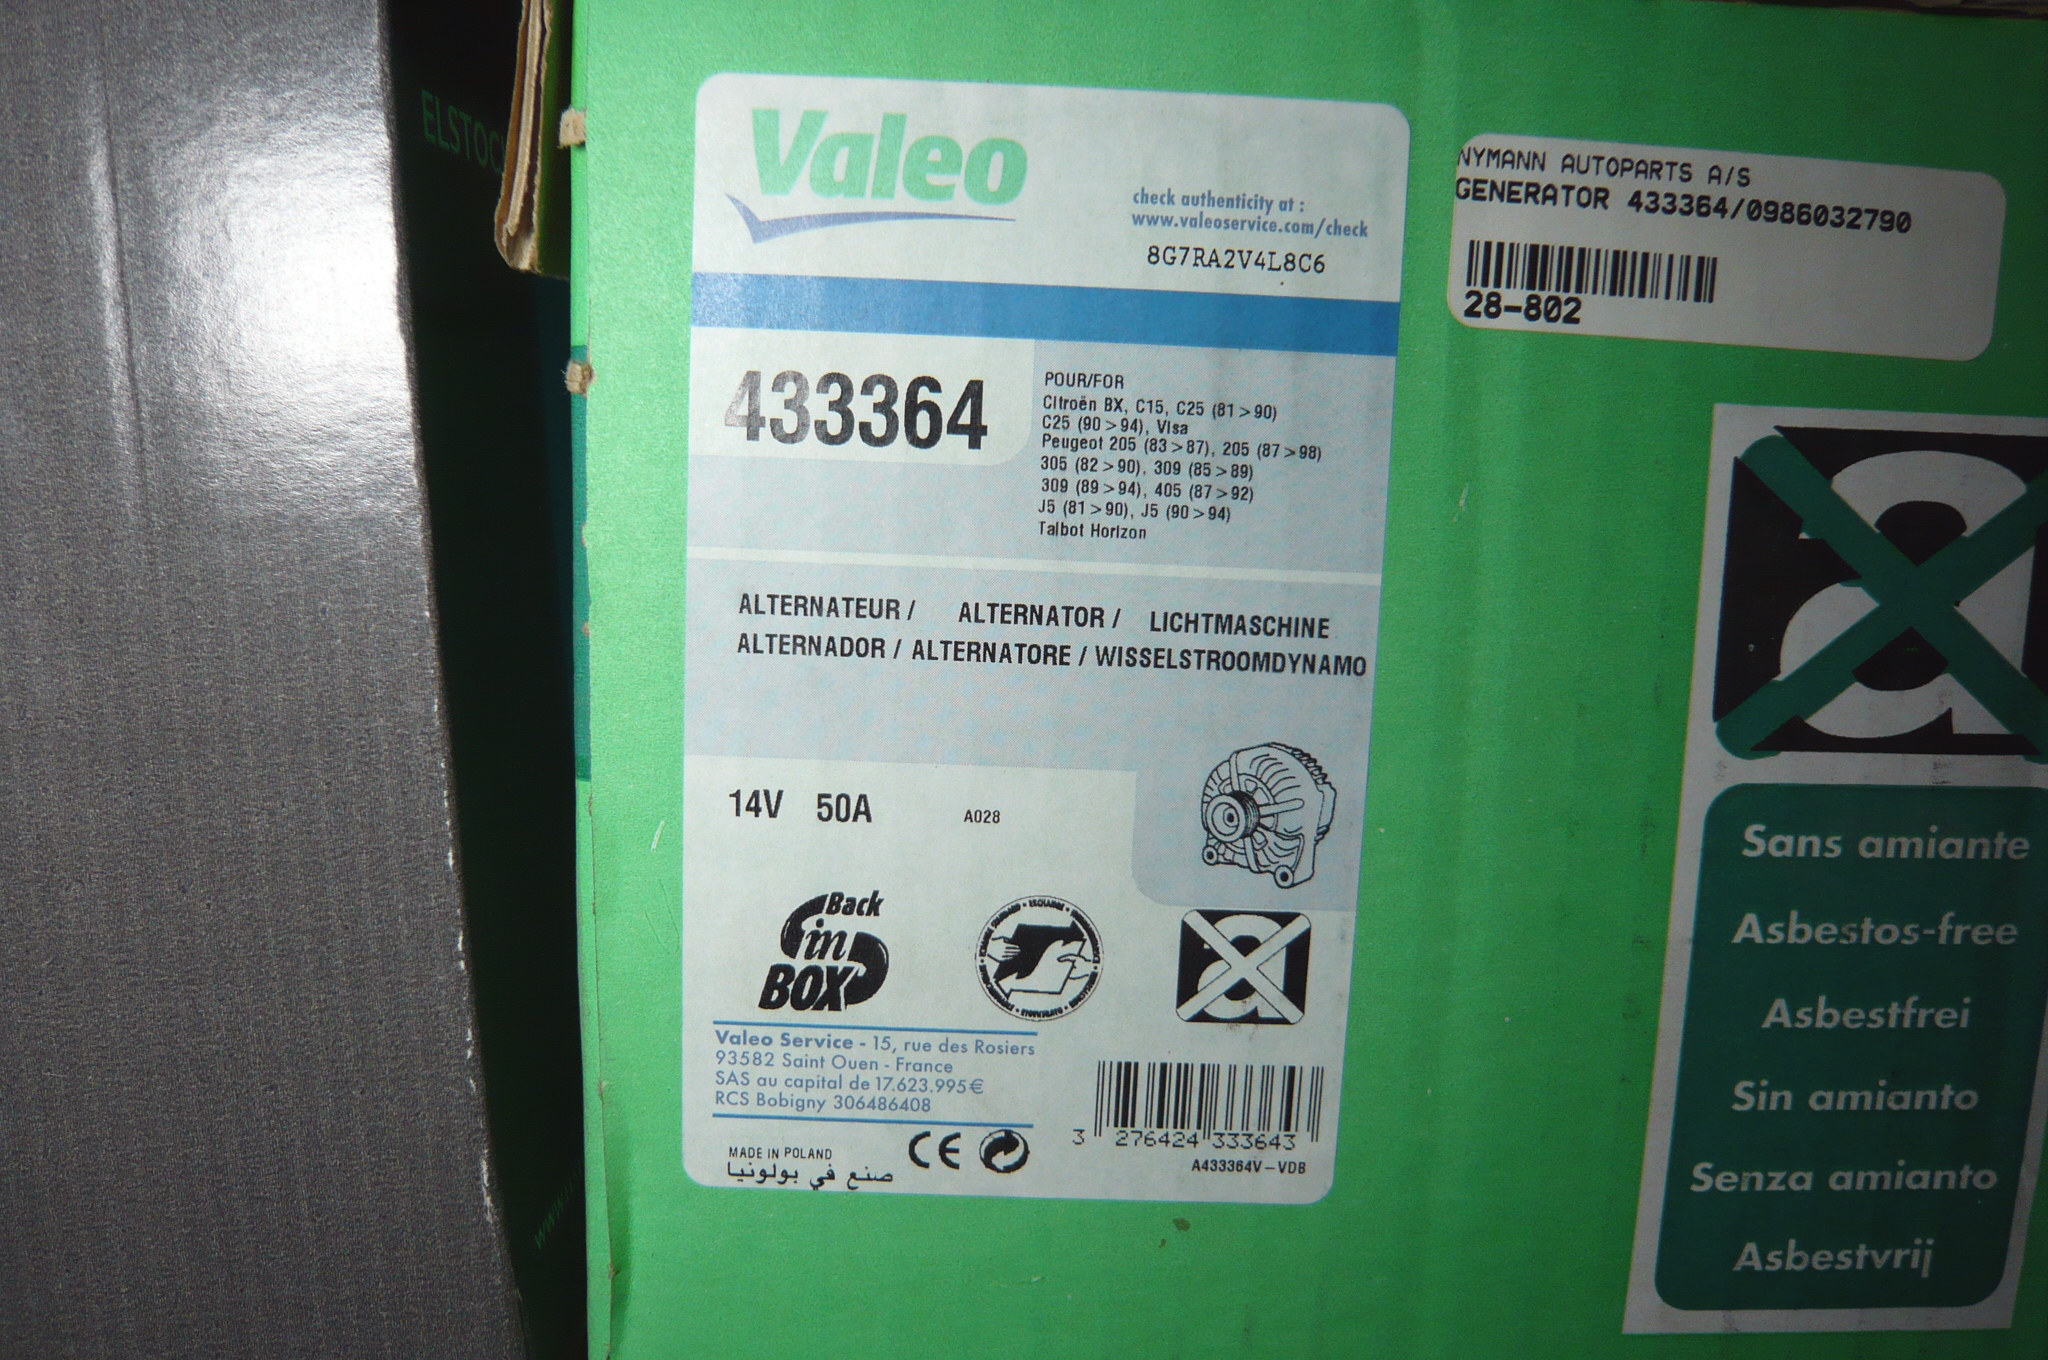 ELSTOC
Valeo
check authenticity at :
www.valeoservice.com/check
8G7RA2V4L8C6
433364
POUR/FOR
Citroën BX, C15, C25 (81>90)
C25 (90>94), Visa
Peugeot 205 (83>87), 205 (87>98)
305 (82>90), 309 (85>89)
309 (89>94), 405 (87>92)
J5 (81>90), J5 (90>94)
Talbot Horizon
ALTERNATEUR / ALTERNATOR / LICHTMASCHINE
ALTERNADOR / ALTERNATORE / WISSELSTROOMDYNAMO
14V 50A A028
Back
in
BOX
a
Valeo Service - 15, rue des Rosiers
93582 Saint Ouen - France
SAS au capital de 17.623.995€
RCS Bobigny 306486408
MADE IN POLAND
صنع في بولونيا
CE
3 276424 333643
A433364V-VDB
NYMANN AUTOPARTS A/S
GENERATOR 433364/0986032790
28-802
a
Sans amiante
Asbestos-free
Asbestfrei
Sin amianto
Senza amianto
Asbestvrij